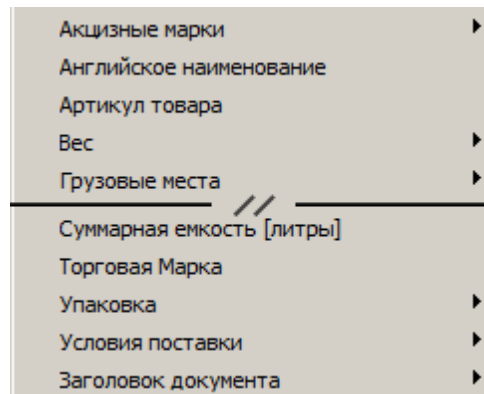 Акцизные марки
Английское наименование
Артикул товара
Вес
Грузовые места
Суммарная емкость [литры]
Торговая Марка
Упаковка
Условия поставки
Заголовок документа